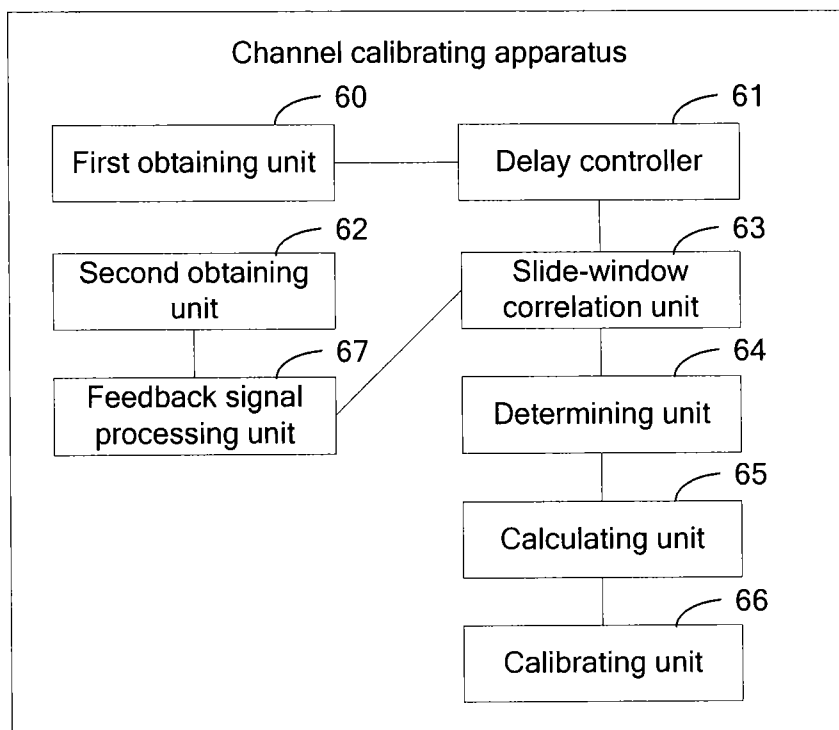 Channel calibrating apparatus
60
First obtaining unit
61
Delay controller
62
Second obtaining
unit
63
Slide-window
correlation unit
67
Feedback signal
processing unit
64
Determining unit
65
Calculating unit
66
Calibrating unit